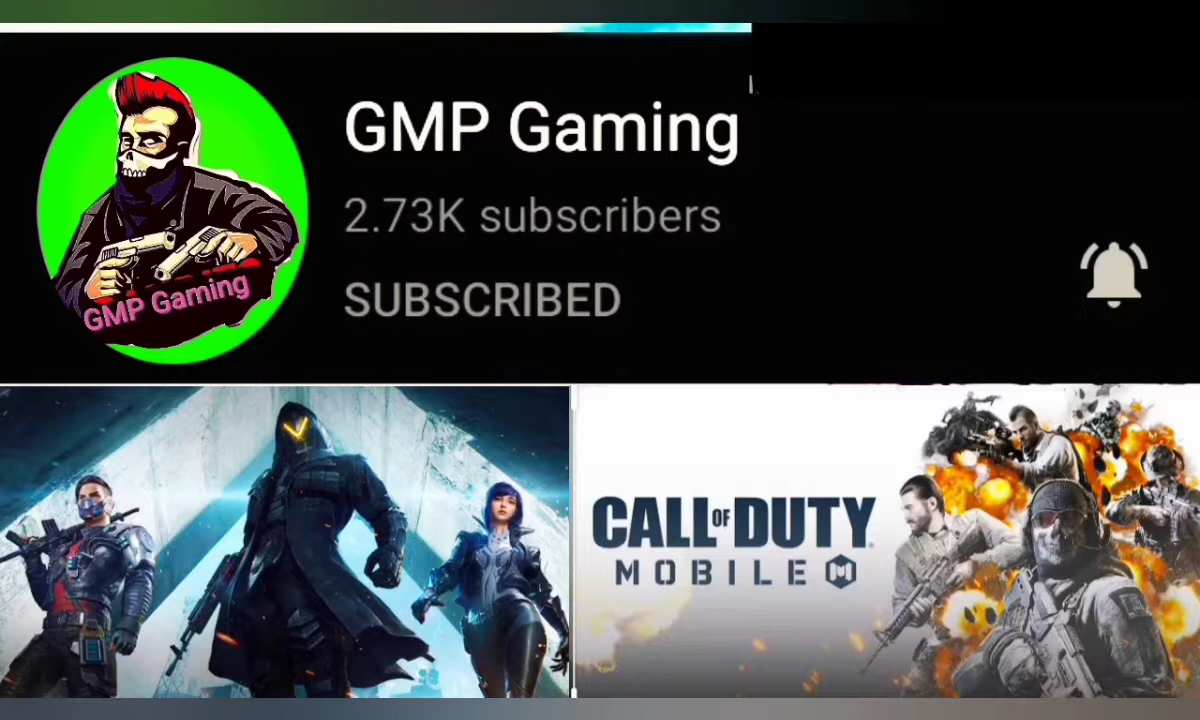 GMP Gaming
2.73K subscribers
SUBSCRIBED
GMP Gaming
CALL OF DUTY
MOBILE